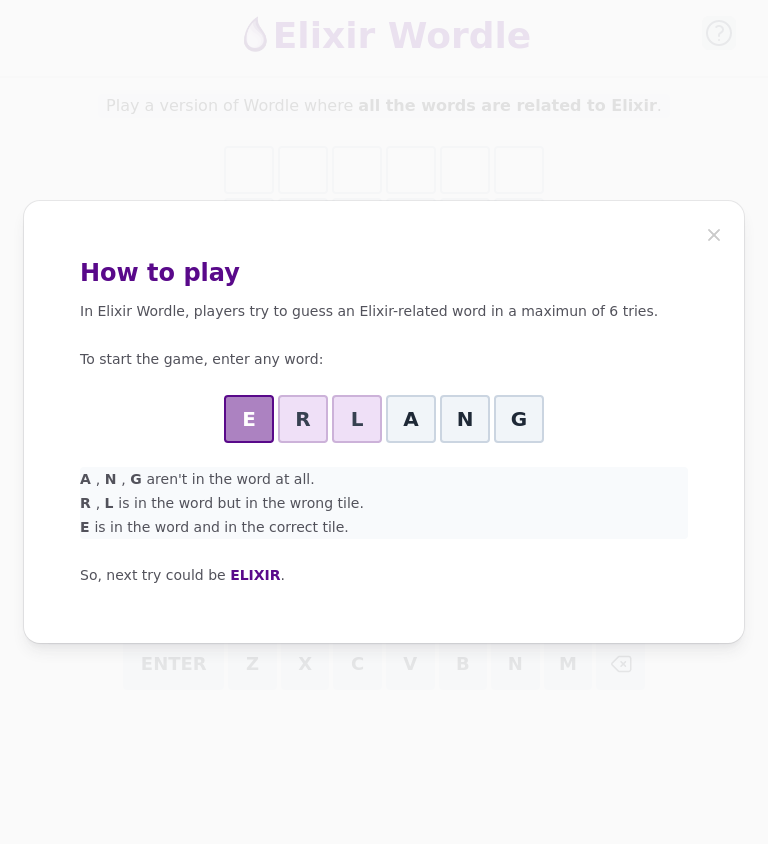 Elixir Wordle
Play a version of Wordle where all the words are related to Elixir.
How to play
In Elixir Wordle, players try to guess an Elixir-related word in a maximun of 6 tries.
To start the game, enter any word:
E R L A N G
A , N , G aren't in the word at all.
R , L is in the word but in the wrong tile.
E is in the word and in the correct tile.
So, next try could be ELIXIR.
ENTER Z X C V B N M